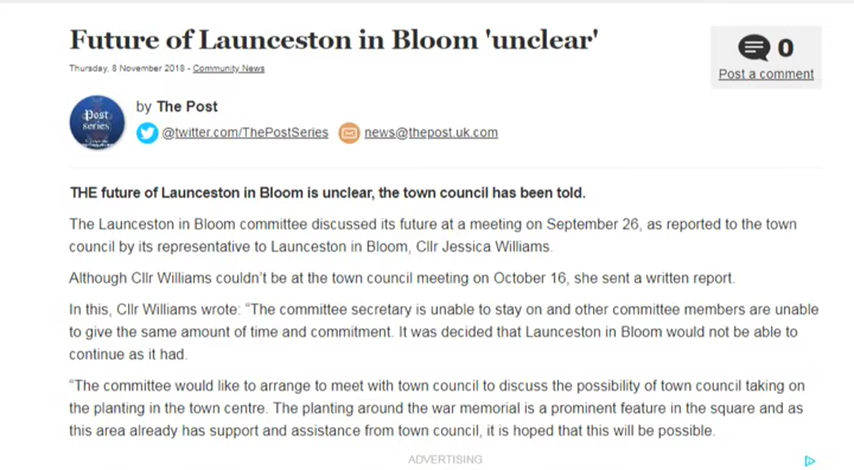 Future of Launceston in Bloom 'unclear'
0
Post a comment
Thursday, 8 November 2018 - Community News
Post
series
by The Post
@twitter.com/ThePostSeries
news@thepost.uk.com
THE future of Launceston in Bloom is unclear, the town council has been told.
The Launceston in Bloom committee discussed its future at a meeting on September 26, as reported to the town
council by its representative to Launceston in Bloom, Cllr Jessica Williams.
Although Cllr Williams couldn't be at the town council meeting on October 16, she sent a written report.
In this, Cllr Williams wrote: “The committee secretary is unable to stay on and other committee members are unable
to give the same amount of time and commitment. It was decided that Launceston in Bloom would not be able to
continue as it had.
“The committee would like to arrange to meet with town council to discuss the possibility of town council taking on
the planting in the town centre. The planting around the war memorial is a prominent feature in the square and as
this area already has support and assistance from town council, it is hoped that this will be possible.
ADVERTISING